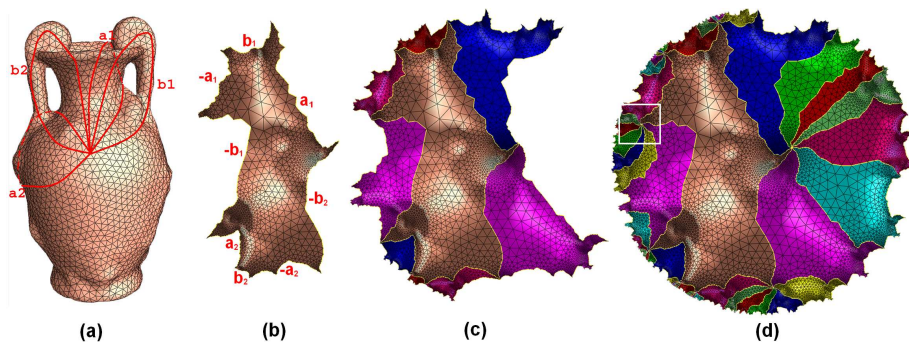 a1
b2
b1
a2
b₁
-a₁
a₁
-b₁
-b₂
a₂
b₂
-a₂
(a)
(b)
(c)
(d)